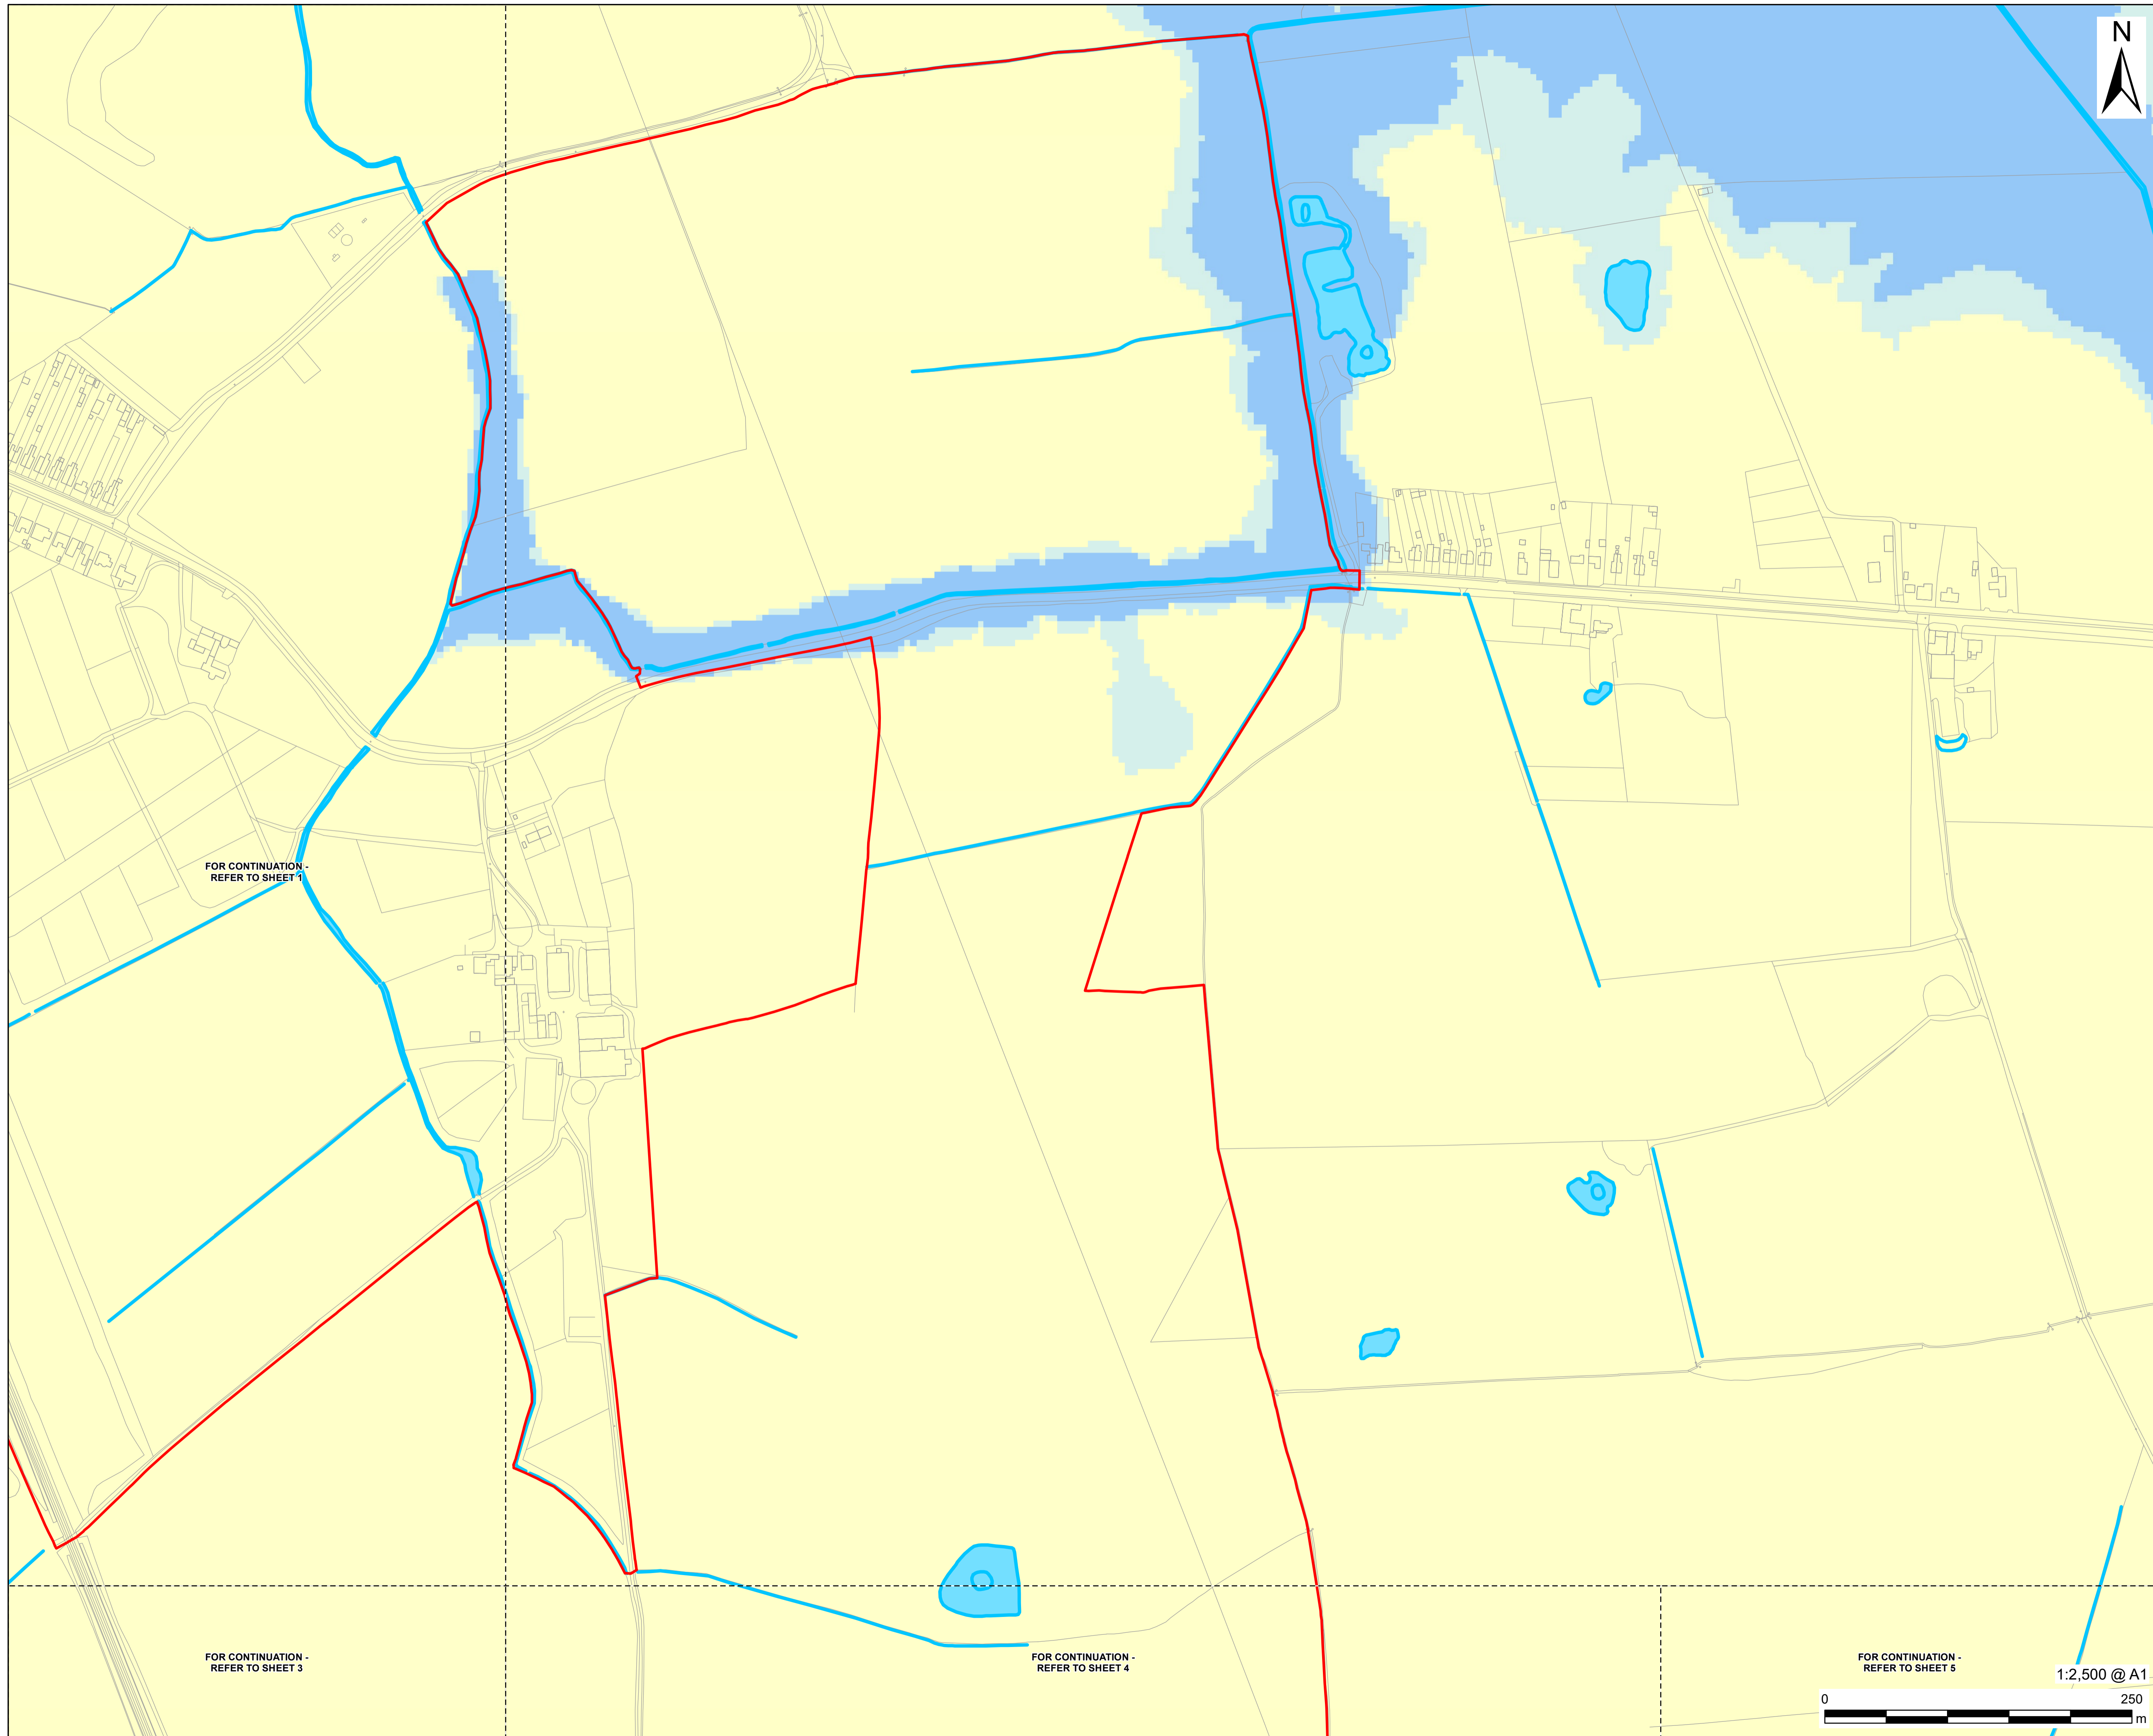 N
FOR CONTINUATION -
REFER TO SHEET 1
FOR CONTINUATION -
REFER TO SHEET 3
FOR CONTINUATION -
REFER TO SHEET 4
FOR CONTINUATION -
REFER TO SHEET 5
1:2,500 @ A1
0 250
m